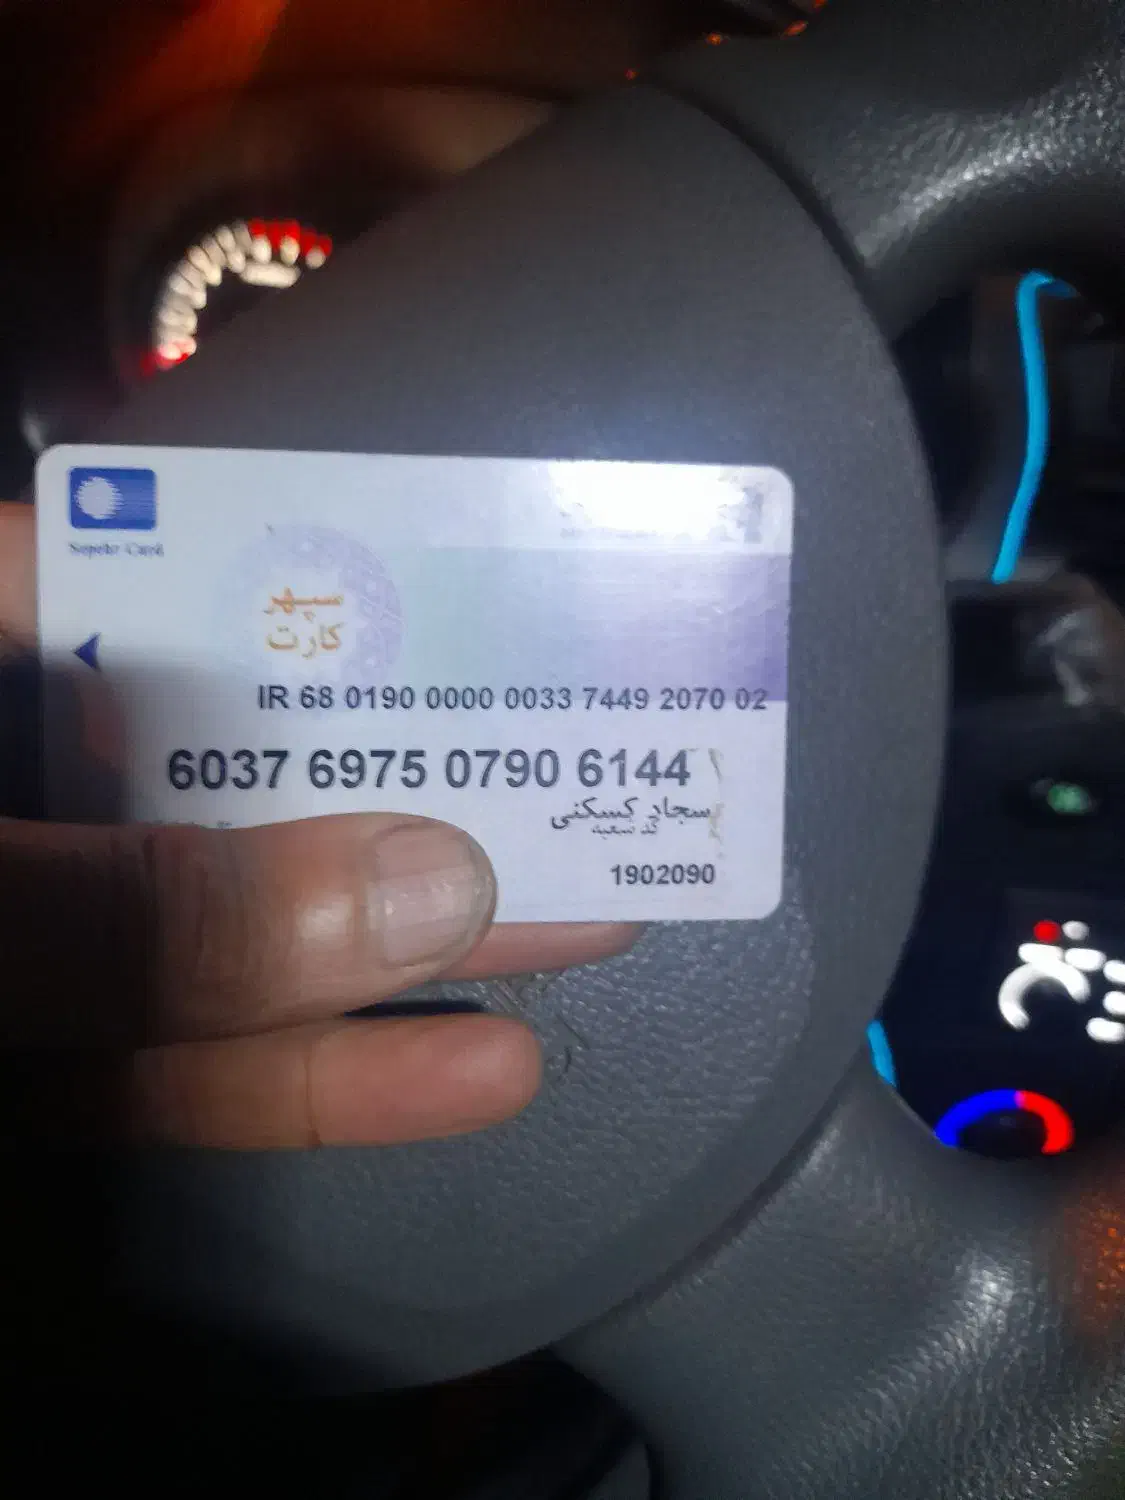 Sepehr Card
سپهر
کارت
IR 68 0190 0000 0033 7449 2070 02
6037 6975 0790 6144
سجاد کسکنی
کد شعبه
1902090